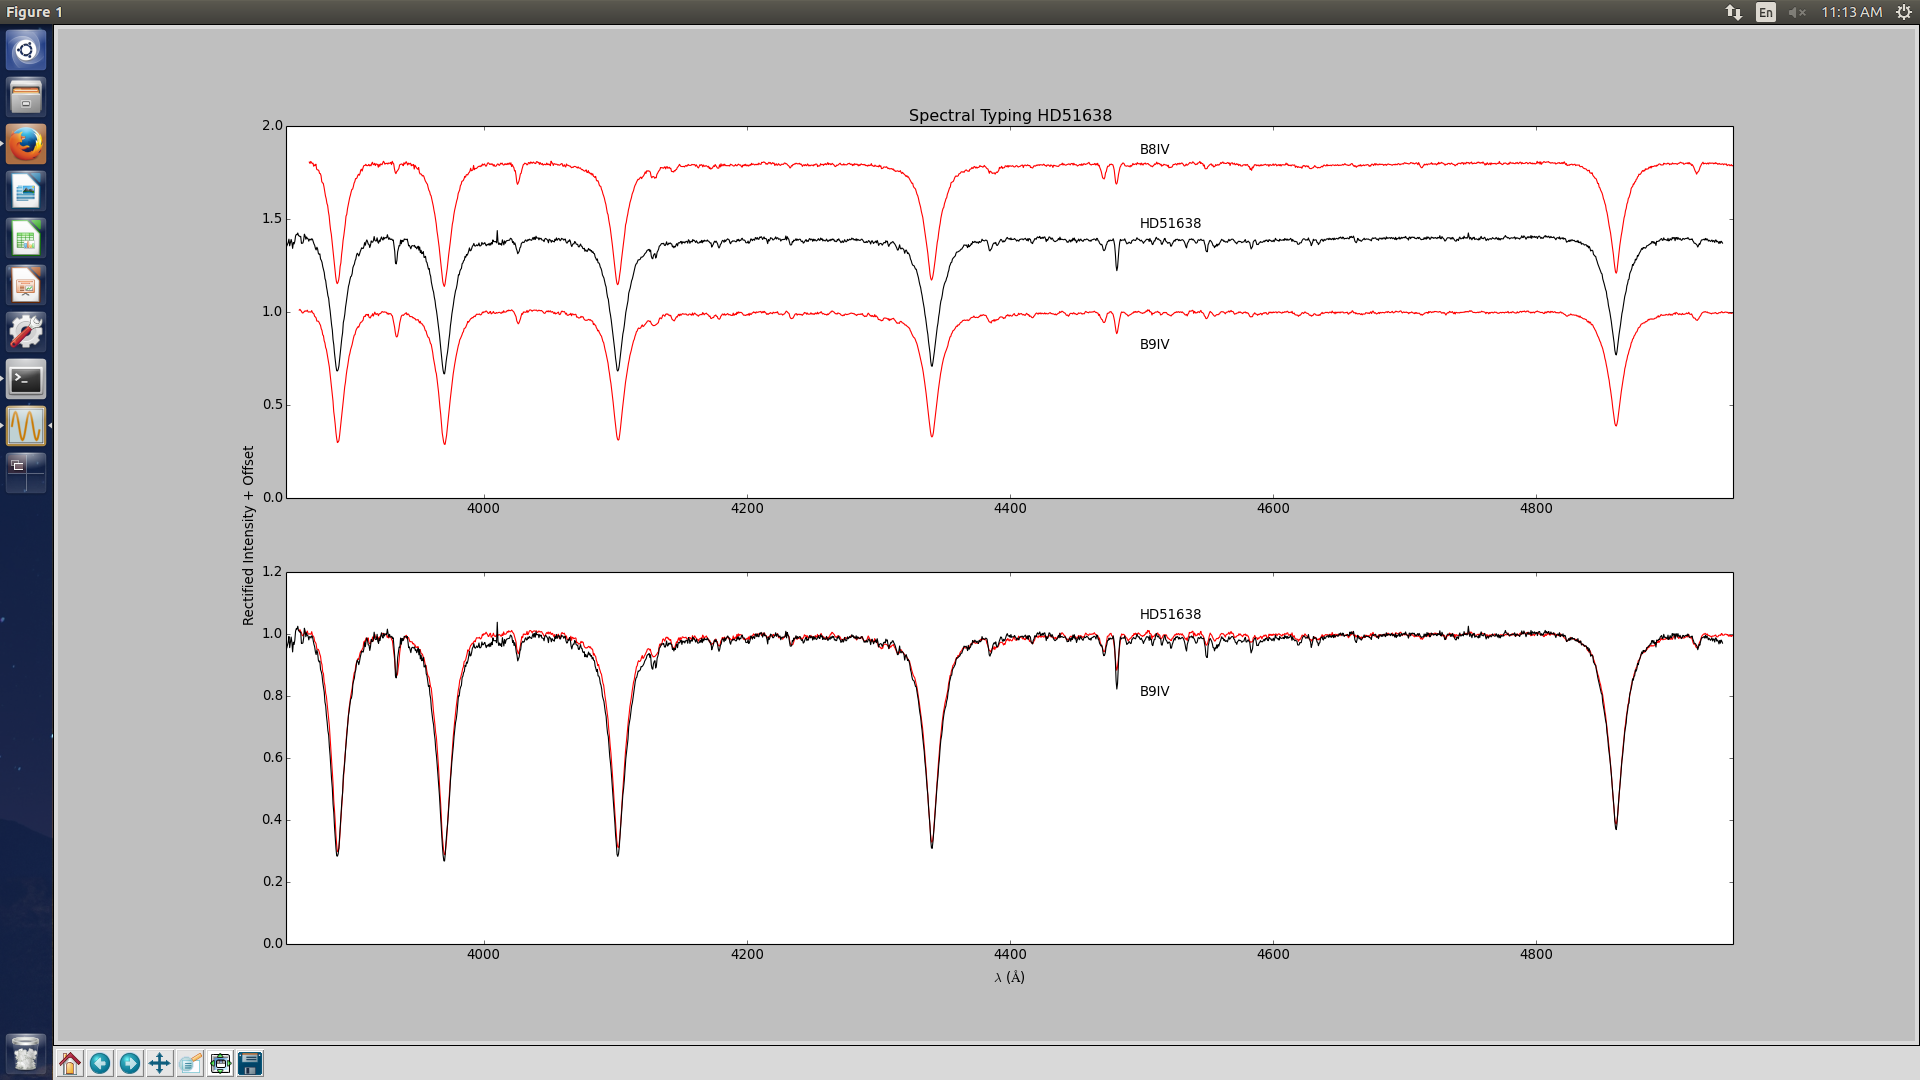 Figure 1
En
11:13 AM
Spectral Typing HD51638
2.0
1.5
1.0
0.5
0.0
B8IV
HD51638
B9IV
4000 4200 4400 4600 4800
Rectified Intensity + Offset
1.2
1.0
0.8
0.6
0.4
0.2
0.0
HD51638
B9IV
4000 4200 4400 4600 4800
λ (Å)